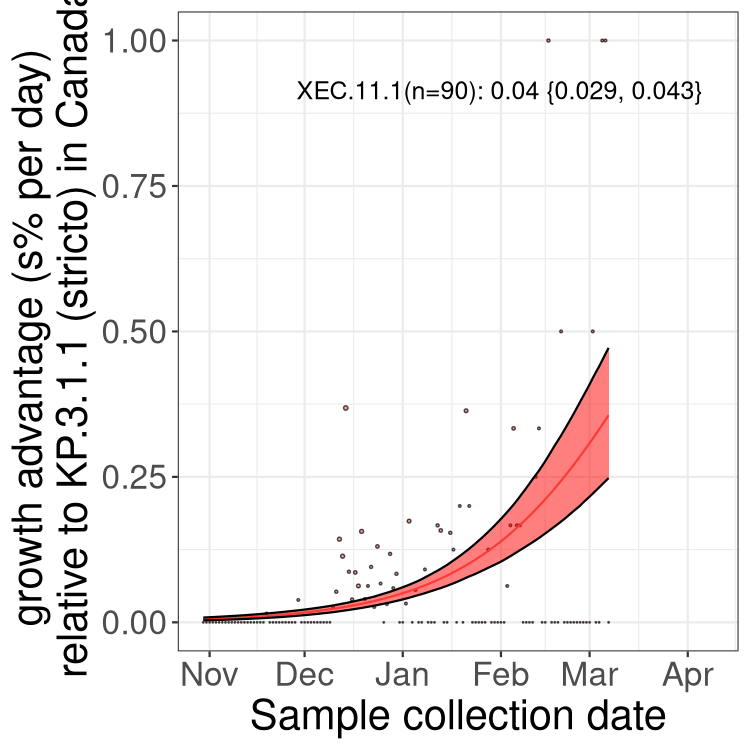 growth advantage (s% per day)
relative to KP.3.1.1 (stricto) in Canada
1.00
0.75
0.50
0.25
0.00
XEC.11.1(n=90): 0.04 {0.029, 0.043}
Nov Dec Jan Feb Mar Apr
Sample collection date